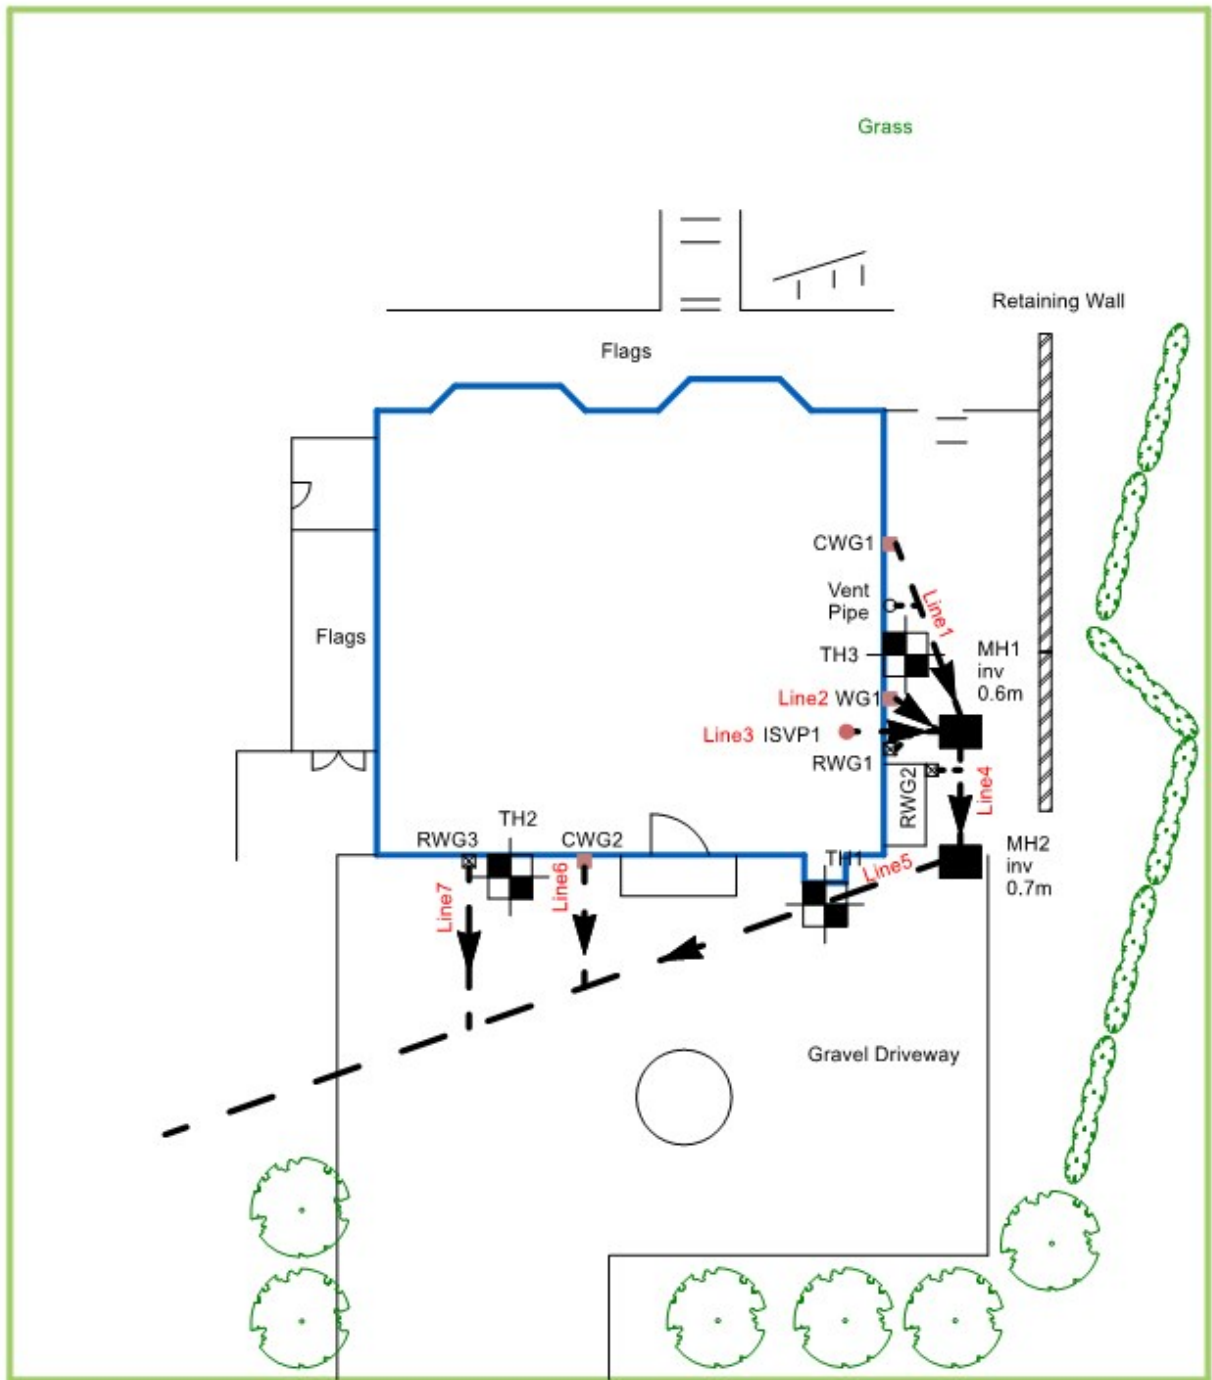 Grass
Retaining Wall
Flags
CWG1
Vent
Pipe
Line1
Flags
TH3
MH1
inv
0.6m
Line2 WG1
Line3 ISVP1
RWG1
RWG2
Line4
TH2
RWG3
CWG2
TH1
Line5
MH2
inv
0.7m
Line7
Line6
Gravel Driveway